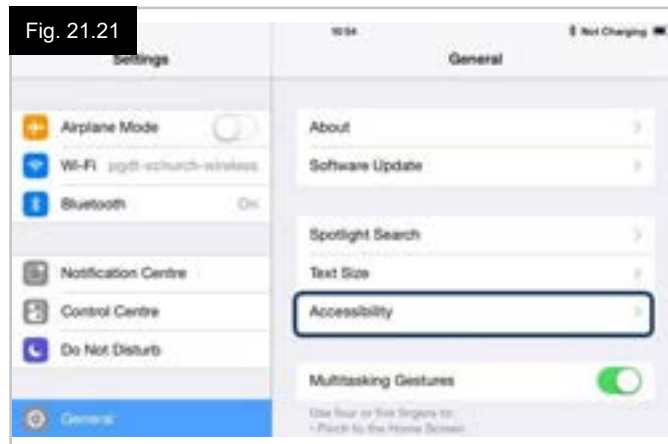 Fig. 21.21
10:54
Not Charging
Settings
General
Airplane Mode
Wi-Fi
Bluetooth On
Notification Centre
Control Centre
Do Not Disturb
General
About
Software Update
Spotlight Search
Text Size
Accessibility
Multitasking Gestures
Use four or five fingers to:
- Pinch to the Home Screen